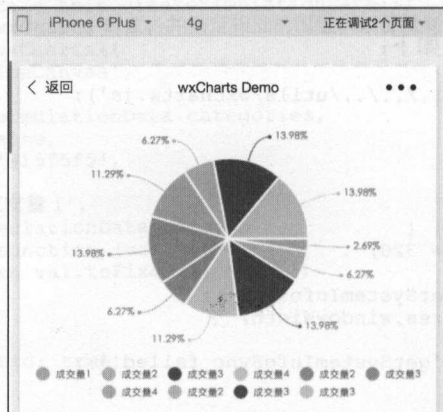 iPhone 6 Plus 4g 正在调试2个页面
返回 wxCharts Demo
13.98%
6.27%
11.29%
13.98%
2.69%
13.98%
6.27%
6.27%
13.98%
11.29%
成交量1 成交量2 成交量3 成交量4 成交量2 成交量3
成交量4 成交量2 成交量3 成交量3